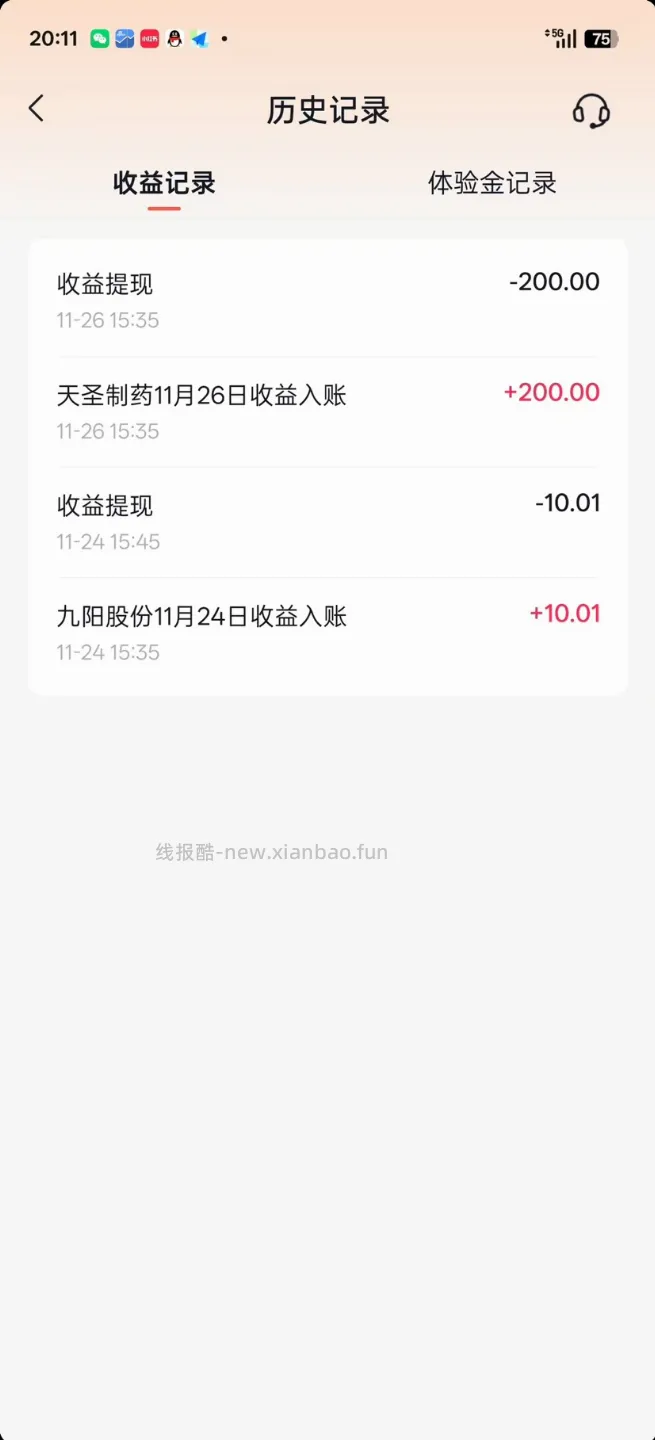 20:11 5G 75
历史记录
收益记录 体验金记录
收益提现 -200.00
11-26 15:35
天圣制药11月26日收益入账 +200.00
11-26 15:35
收益提现 -10.01
11-24 15:45
九阳股份11月24日收益入账 +10.01
11-24 15:35
线报酷-new.xianbao.fun